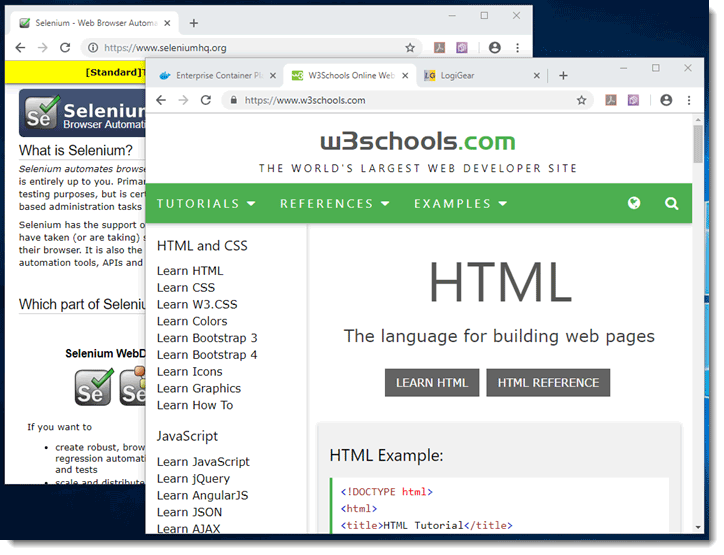 Selenium - Web Browser Automa
https://www.seleniumhq.org
[Standard]T
Selenium
Browser Automati
What is Selenium?
Selenium automates browse
is entirely up to you. Primar
testing purposes, but is cert
based administration tasks
Selenium has the support o
have taken (or are taking) s
their browser. It is also the
automation tools, APIs and
Which part of Seleniu
Selenium WebD
Se Se
If you want to
create robust, brow
regression automati
and tests
scale and distribute
Enterprise Container Pl
W3Schools Online Web
LG LogiGear
https://www.w3schools.com
w3schools.com
THE WORLD'S LARGEST WEB DEVELOPER SITE
TUTORIALS REFERENCES EXAMPLES
HTML and CSS
Learn HTML
Learn CSS
Learn W3.CSS
Learn Colors
Learn Bootstrap 3
Learn Bootstrap 4
Learn Icons
Learn Graphics
Learn How To
JavaScript
Learn JavaScript
Learn jQuery
Learn AngularJS
Learn JSON
Learn AJAX
HTML
The language for building web pages
LEARN HTML HTML REFERENCE
HTML Example:
<!DOCTYPE html>
<html>
<title>HTML Tutorial</title>